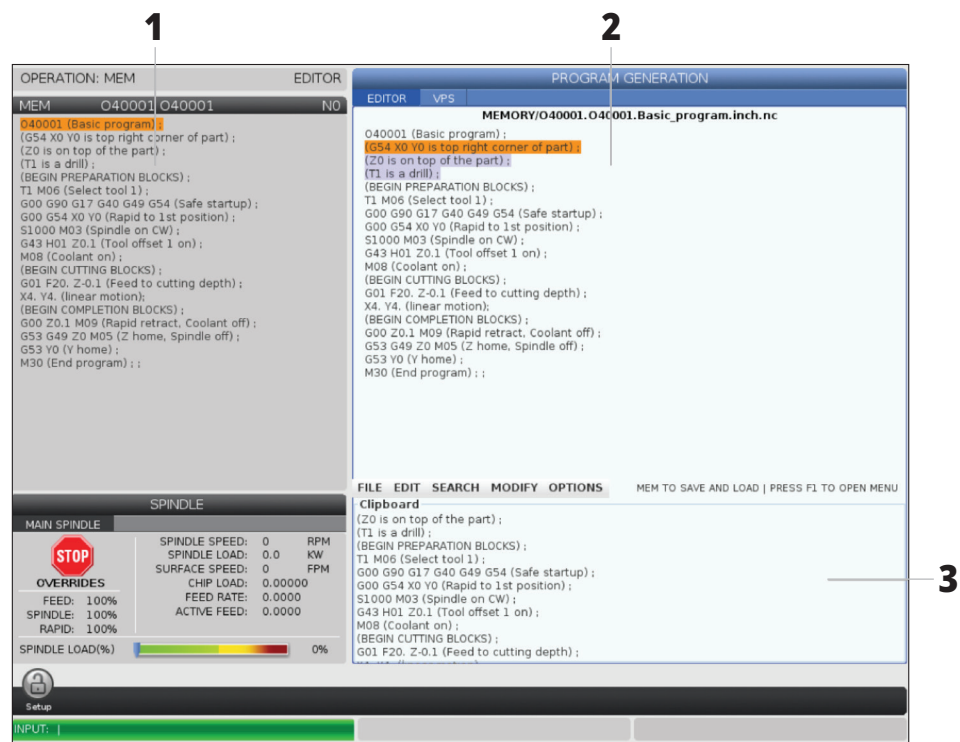 1
2
OPERATION: MEM EDITOR
MEM O40001 O40001 N0
O40001 (Basic program) ;
(G54 X0 Y0 is top right corner of part) ;
(Z0 is on top of the part) ;
(T1 is a drill) ;
(BEGIN PREPARATION BLOCKS) ;
T1 M06 (Select tool 1) ;
G00 G90 G17 G40 G49 G54 (Safe startup) ;
G00 G54 X0 Y0 (Rapid to 1st position) ;
S1000 M03 (Spindle on CW) ;
G43 H01 Z0.1 (Tool offset 1 on) ;
M08 (Coolant on) ;
(BEGIN CUTTING BLOCKS) ;
G01 F20. Z-0.1 (Feed to cutting depth) ;
X4. Y4. (linear motion);
(BEGIN COMPLETION BLOCKS) ;
G00 Z0.1 M09 (Rapid retract, Coolant off) ;
G53 G49 Z0 M05 (Z home, Spindle off) ;
G53 Y0 (Y home) ;
M30 (End program) ; ;
PROGRAM GENERATION
EDITOR VPS
MEMORY/O40001.O40001.Basic_program.inch.nc
O40001 (Basic program) ;
(G54 X0 Y0 is top right corner of part) ;
(Z0 is on top of the part) ;
(T1 is a drill) ;
(BEGIN PREPARATION BLOCKS) ;
T1 M06 (Select tool 1) ;
G00 G90 G17 G40 G49 G54 (Safe startup) ;
G00 G54 X0 Y0 (Rapid to 1st position) ;
S1000 M03 (Spindle on CW) ;
G43 H01 Z0.1 (Tool offset 1 on) ;
M08 (Coolant on) ;
(BEGIN CUTTING BLOCKS) ;
G01 F20. Z-0.1 (Feed to cutting depth) ;
X4. Y4. (linear motion) ;
(BEGIN COMPLETION BLOCKS) ;
G00 Z0.1 M09 (Rapid retract, Coolant off) ;
G53 G49 Z0 M05 (Z home, Spindle off) ;
G53 Y0 (Y home) ;
M30 (End program) ; ;
FILE EDIT SEARCH MODIFY OPTIONS MEM TO SAVE AND LOAD | PRESS F1 TO OPEN MENU
Clipboard
(Z0 is on top of the part) ;
(T1 is a drill) ;
(BEGIN PREPARATION BLOCKS) ;
T1 M06 (Select tool 1) ;
G00 G90 G17 G40 G49 G54 (Safe startup) ;
G00 G54 X0 Y0 (Rapid to 1st position) ;
S1000 M03 (Spindle on CW) ;
G43 H01 Z0.1 (Tool offset 1 on) ;
M08 (Coolant on) ;
(BEGIN CUTTING BLOCKS) ;
G01 F20. Z-0.1 (Feed to cutting depth) ;
3
SPINDLE
MAIN SPINDLE
STOP
OVERRIDES
FEED: 100%
SPINDLE: 100%
RAPID: 100%
SPINDLE SPEED: 0 RPM
SPINDLE LOAD: 0.0 KW
SURFACE SPEED: 0 FPM
CHIP LOAD: 0.00000
FEED RATE: 0.0000
ACTIVE FEED: 0.0000
SPINDLE LOAD(%) 0%
Setup
INPUT: |